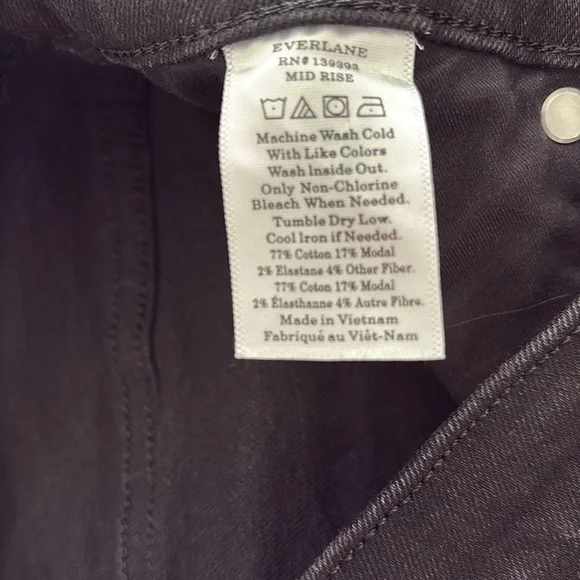 EVERLANE
RN# 139393
MID RISE
Machine Wash Cold
With Like Colors
Wash Inside Out.
Only Non-Chlorine
Bleach When Needed.
Tumble Dry Low.
Cool Iron if Needed.
77% Cotton 17% Modal
2% Elastane 4% Other Fiber.
77% Coton 17% Modal
2% Élasthanne 4% Autre Fibre.
Made in Vietnam
Fabriqué au Viêt-Nam